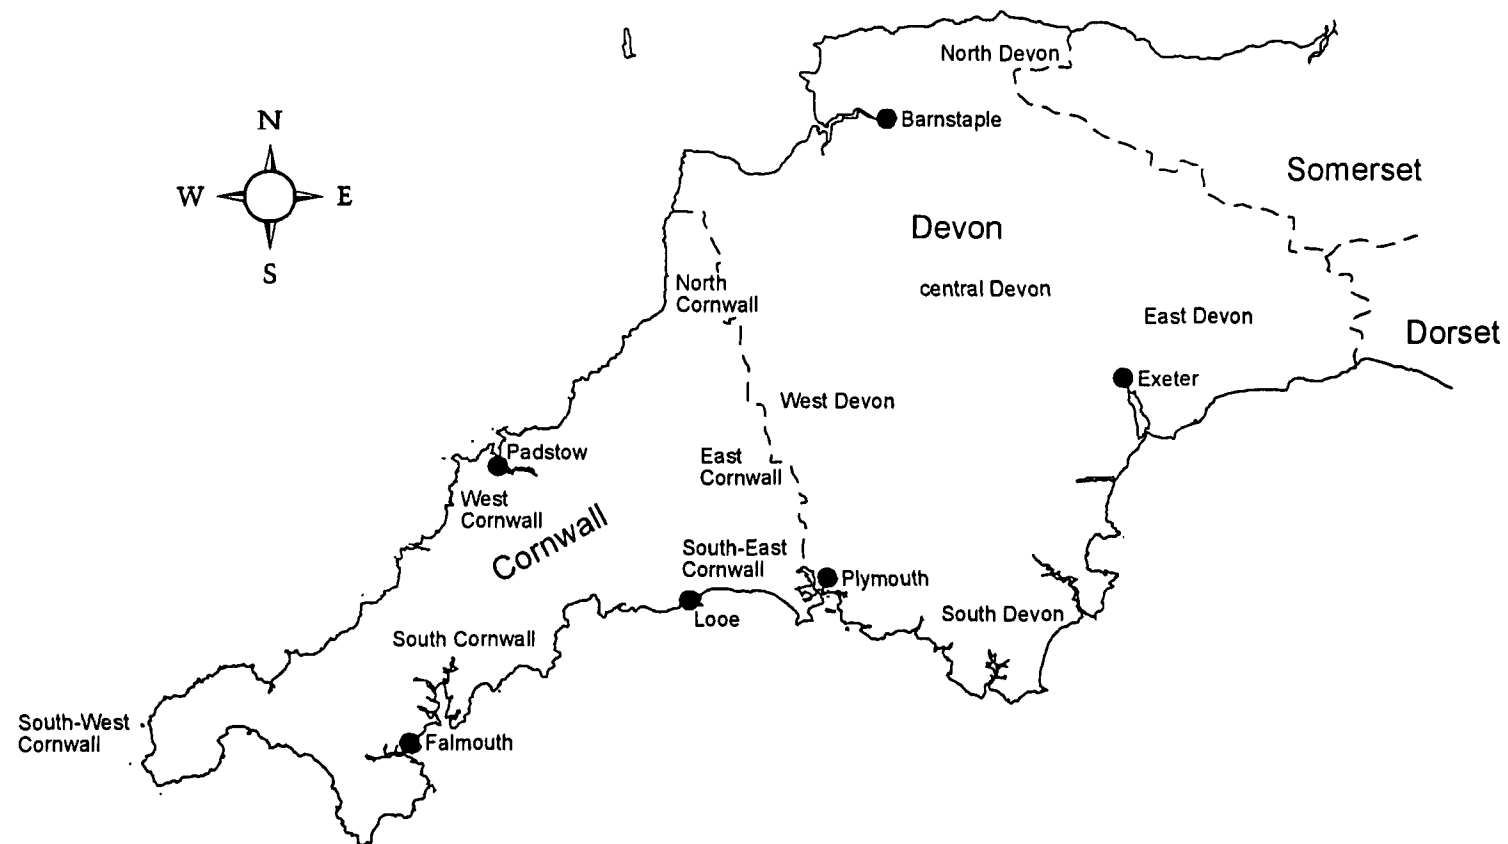 North Devon
Barnstaple
N
W
E
S
Somerset
Devon
North
Cornwall
central Devon
East Devon
Dorset
Exeter
West Devon
Padstow
East
Cornwall
West
Cornwall
Cornwall
South-East
Cornwall
Plymouth
Looe
South Devon
South Cornwall
South-West
Cornwall
Falmouth